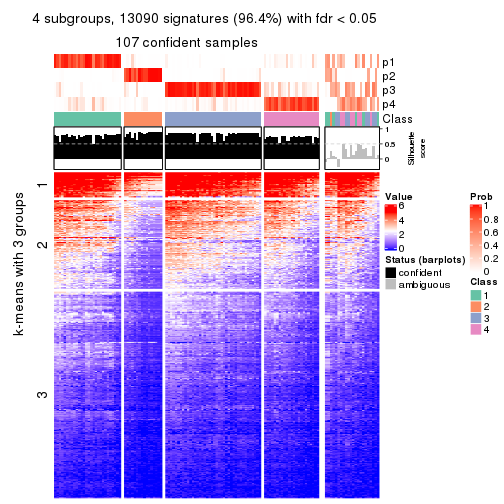 4 subgroups, 13090 signatures (96.4%) with fdr < 0.05
107 confident samples
p1
p2
p3
p4
Class
1
0.5
0
Silhouette
score
k-means with 3 groups
1
2
3
Value
6
4
2
0
Status (barplots)
confident
ambiguous
Prob
1
0.8
0.6
0.4
0.2
0
Class
1
2
3
4